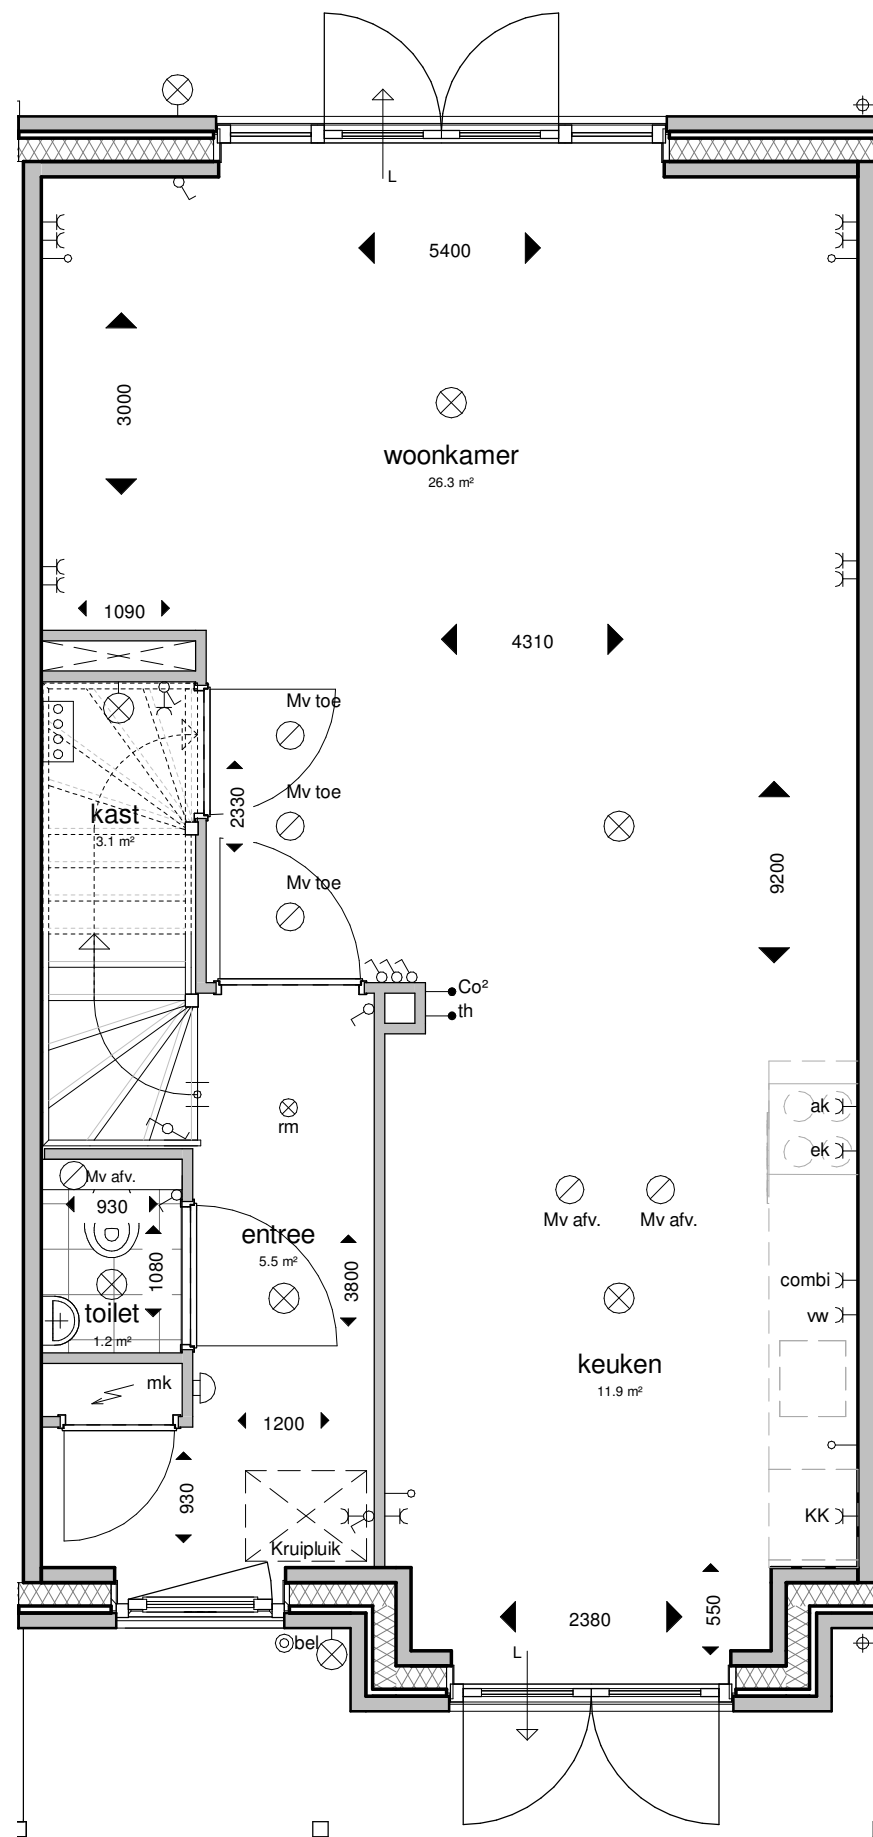 L
5400
3000
woonkamer
26.3 m²
1090
4310
Mv toe
Mv toe
2330
kast
3.1 m²
9200
Mv toe
Co²
th
ak
rm
ek
Mv afv.
930
Mv afv.
Mv afv.
entree
5.5 m²
1080
3800
combi
toilet
1.2 m²
vw
keuken
11.9 m²
mk
1200
930
KK
Kruipluik
550
2380
bel
L